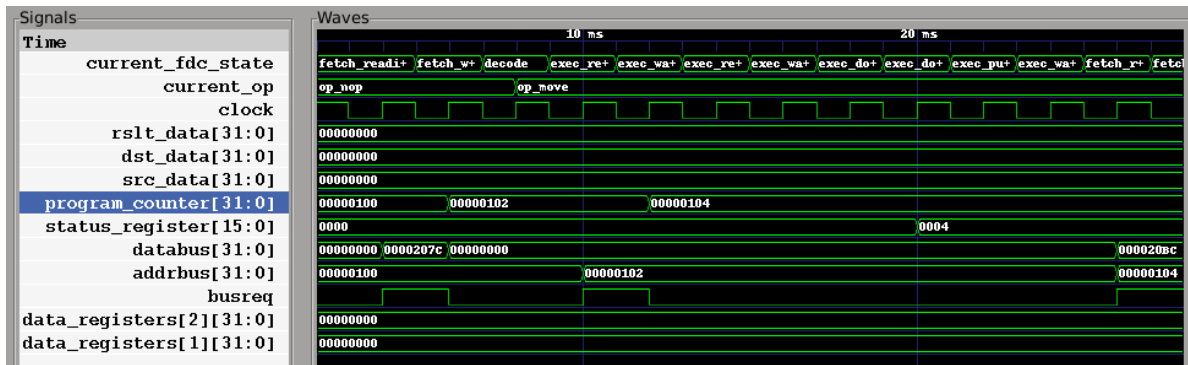 Signals Waves
Time 10 ms 20 ms
current_fdc_state fetch_readi+ fetch_w+ decode exec_re+ exec_wa+ exec_re+ exec_wa+ exec_do+ exec_do+ exec_pu+ exec_wa+ fetch_r+ fetcl
current_op op_nop op_move
clock
rslt_data[31:0] 00000000
dst_data[31:0] 00000000
src_data[31:0] 00000000
program_counter[31:0] 00000100 00000102 00000104
status_register[15:0] 0000 0004
databus[31:0] 00000000 0000207C 00000000 000020BC
addrbus[31:0] 00000100 00000102 00000104
busreq
data_registers[2][31:0] 00000000
data_registers[1][31:0] 00000000